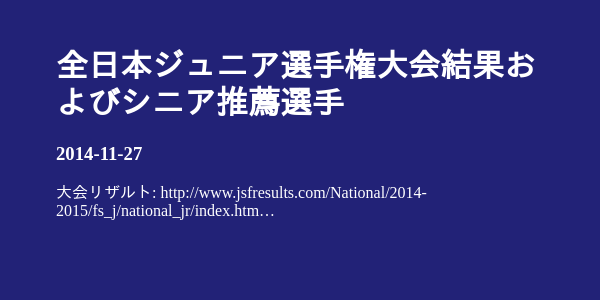 全日本ジュニア選手権大会結果お
よびシニア推薦選手
2014-11-27
大会リザルト: http://www.jsfresults.com/National/2014-
2015/fs_j/national_jr/index.htm…